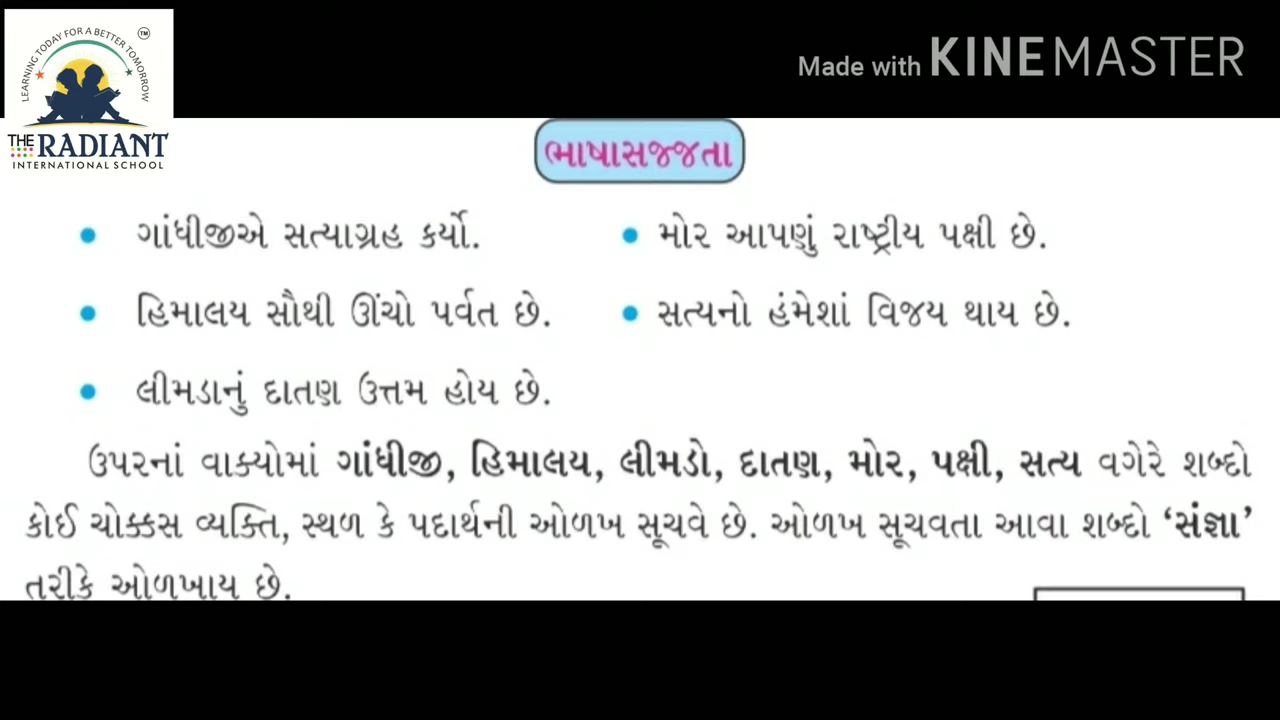 LEARNING TODAY FOR A BETTER TOMORROW
TM
THE RADIANT
INTERNATIONAL SCHOOL
Made with KINEMASTER
ભાષાસજ્જતા
• ગાંધીજીએ સત્યાગ્રહ કર્યો.
• મોર આપણું રાષ્ટ્રીય પક્ષી છે.
• હિમાલય સૌથી ઊંચો પર્વત છે.
• સત્યનો હંમેશાં વિજય થાય છે.
• લીમડાનું દાતણ ઉત્તમ હોય છે.
ઉપરનાં વાક્યોમાં ગાંધીજી, હિમાલય, લીમડો, દાતણ, મોર, પક્ષી, સત્ય વગેરે શબ્દો
કોઈ ચોક્કસ વ્યક્તિ, સ્થળ કે પદાર્થની ઓળખ સૂચવે છે. ઓળખ સૂચવતા આવા શબ્દો ‘સંજ્ઞા’
તરીકે ઓળખાય છે.